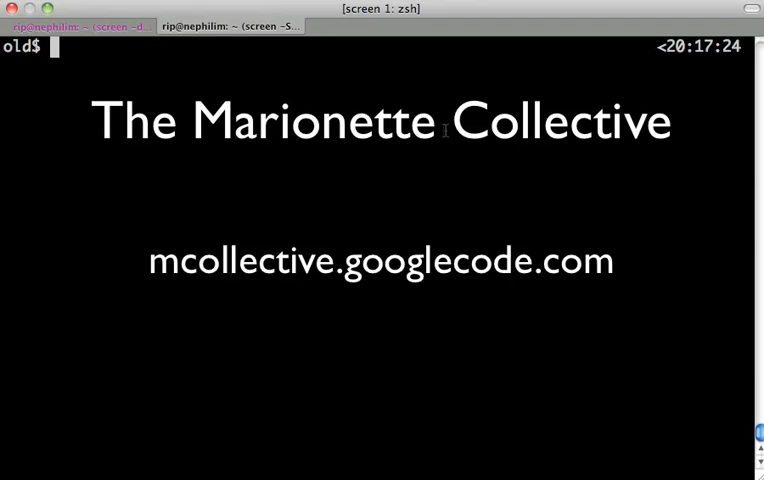 [screen 1: zsh]
rip@nephilim: ~ (screen -d...
rip@nephilim: ~ (screen -S...
old$ <20:17:24
The Marionette Collective
mcollective.googlecode.com